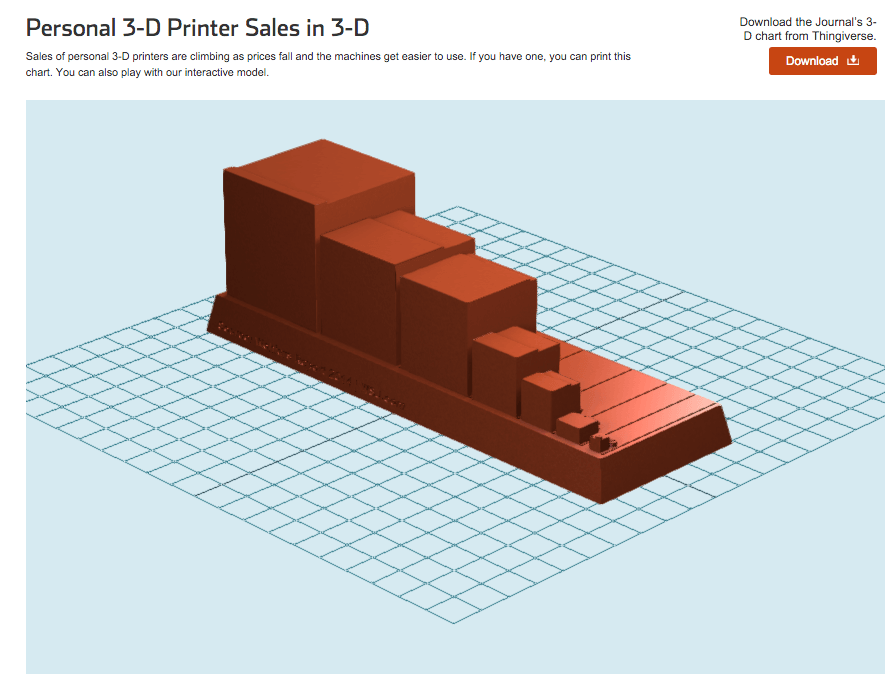 Personal 3-D Printer Sales in 3-D
Sales of personal 3-D printers are climbing as prices fall and the machines get easier to use. If you have one, you can print this
chart. You can also play with our interactive model.
Download the Journal's 3-
D chart from Thingiverse.
Download